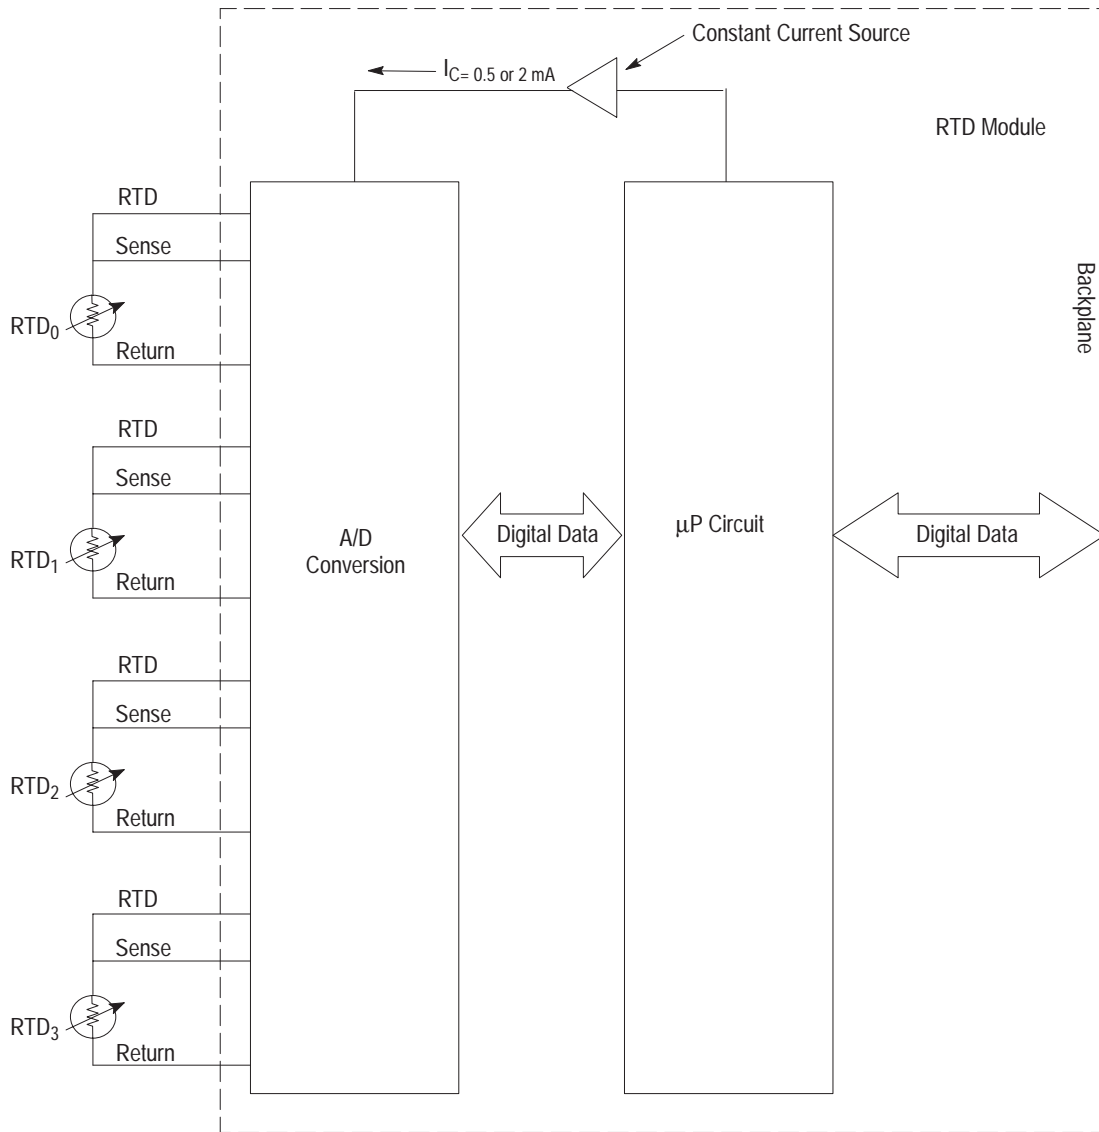 Constant Current Source
IC= 0.5 or 2 mA
RTD Module
RTD
Sense
RTD0
Return
Backplane
RTD
Sense
RTD1
Return
A/D
Conversion
Digital Data
µP Circuit
Digital Data
RTD
Sense
RTD2
Return
RTD
Sense
RTD3
Return